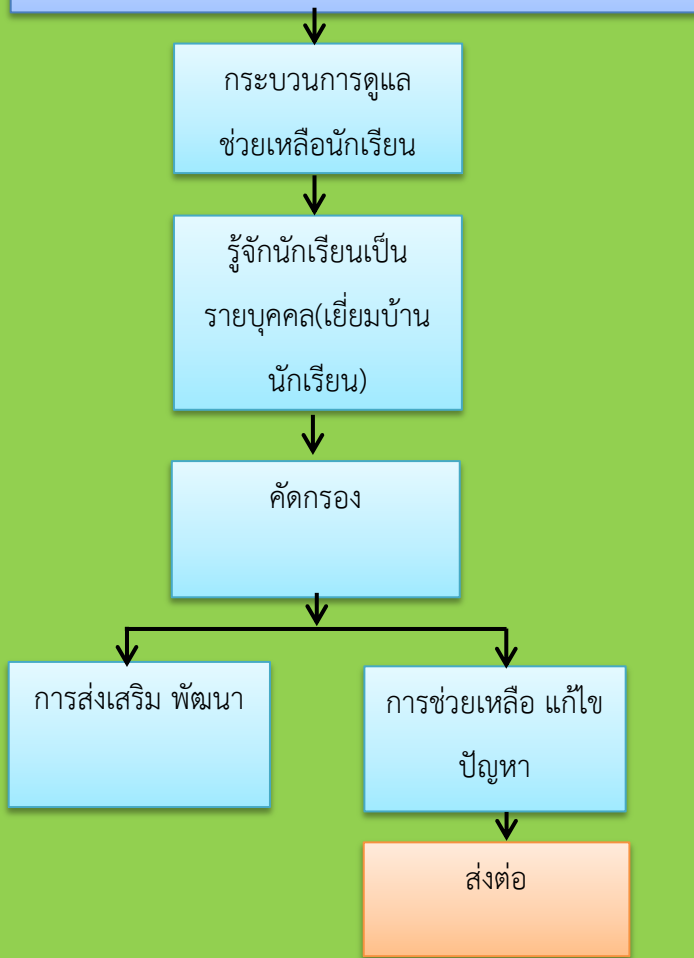 กระบวนการดูแล
ช่วยเหลือนักเรียน
รู้จักนักเรียนเป็น
รายบุคคล(เยี่ยมบ้าน
นักเรียน)
คัดกรอง
การส่งเสริม พัฒนา
การช่วยเหลือ แก้ไข
ปัญหา
ส่งต่อ